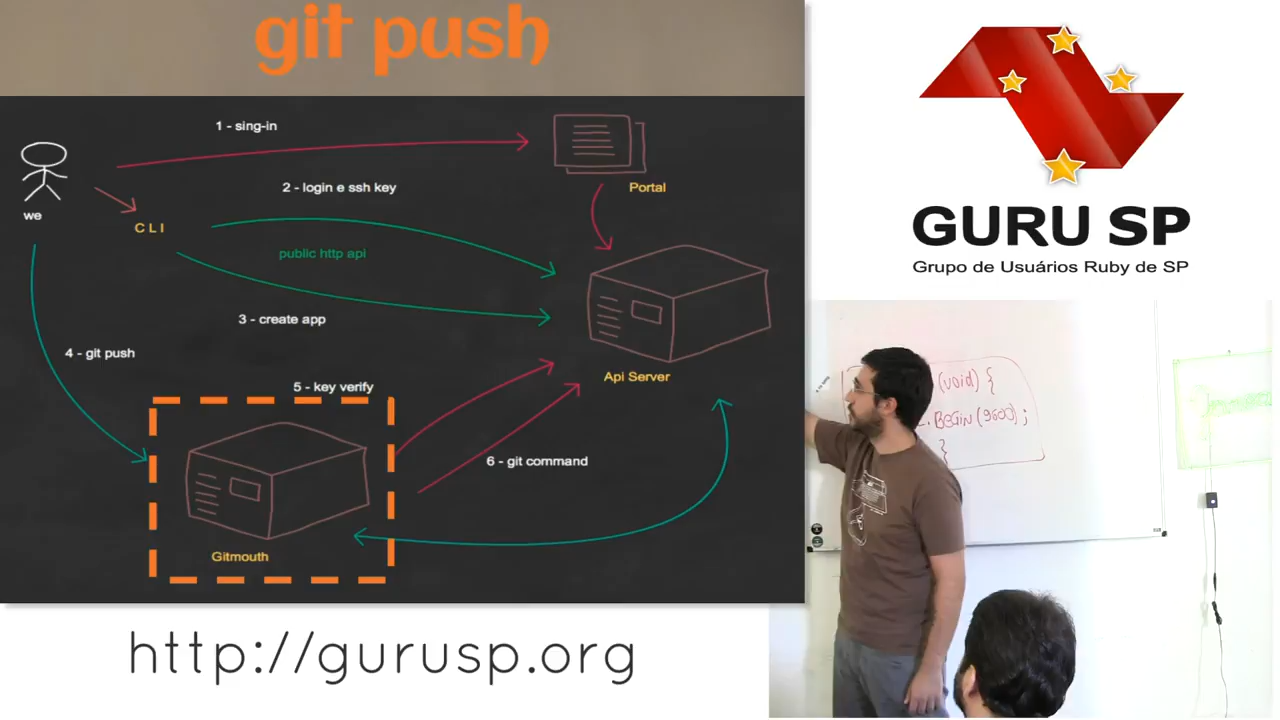 git push
1 - sing-in
Portal
2 - login e ssh key
we
C L I
public http api
3 - create app
4 - git push
Api Server
5 - key verify
6 - git command
Gitmouth
http://gurusp.org
GURU SP
Grupo de Usuários Ruby de SP
(void) {
.Begin(9600);
}